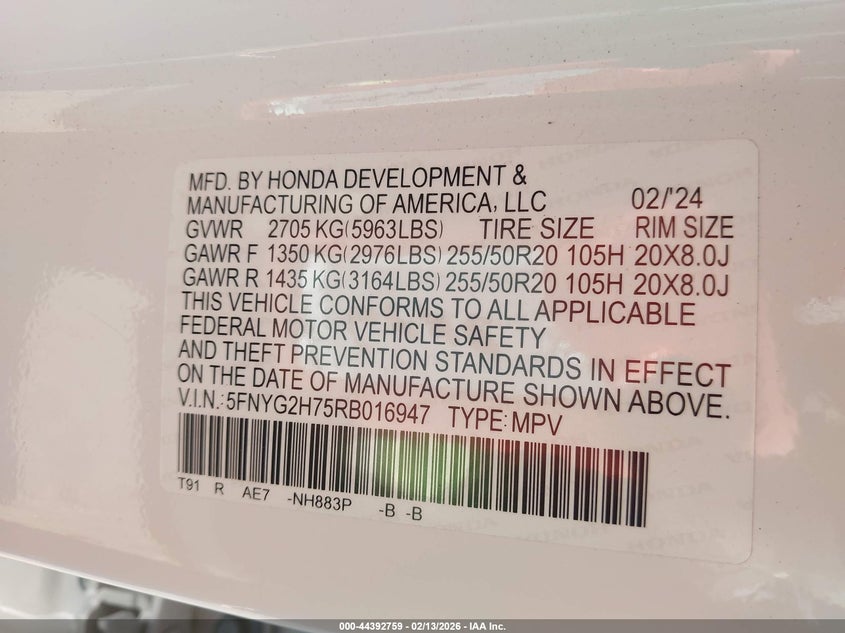 MFD. BY HONDA DEVELOPMENT &
MANUFACTURING OF AMERICA, LLC 02/'24
GVWR 2705 KG(5963LBS) TIRE SIZE RIM SIZE
GAWR F 1350 KG(2976LBS) 255/50R20 105H 20X8.0J
GAWR R 1435 KG(3164LBS) 255/50R20 105H 20X8.0J
THIS VEHICLE CONFORMS TO ALL APPLICABLE
FEDERAL MOTOR VEHICLE SAFETY
AND THEFT PREVENTION STANDARDS IN EFFECT
ON THE DATE OF MANUFACTURE SHOWN ABOVE.
V.I.N.:5FNYG2H75RB016947 TYPE:MPV
T91 R AE7 -NH883P -B -B
000-44392759 — 02/13/2026 — IAA Inc.